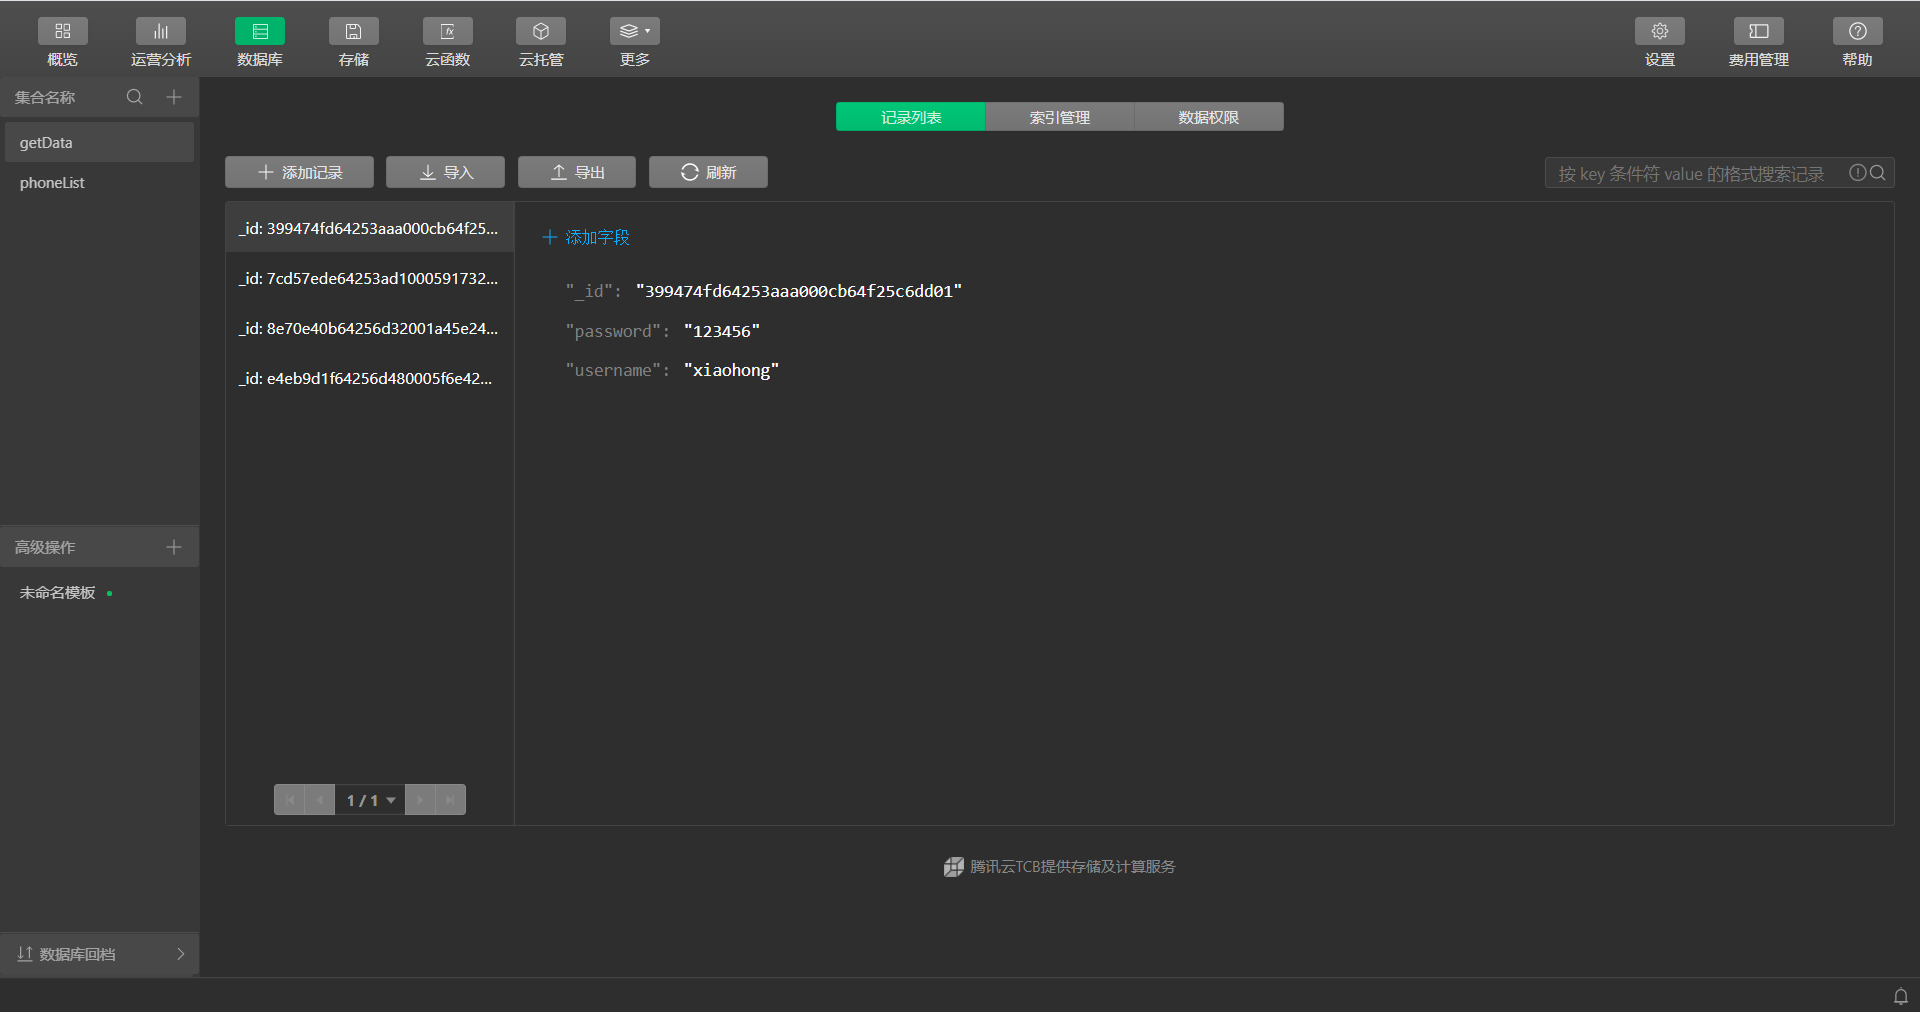 概览
运营分析
数据库
存储
云函数
云托管
更多
设置
费用管理
帮助
集合名称
getData
phoneList
高级操作
未命名模板
数据库回档
记录列表
索引管理
数据权限
添加记录
导入
导出
刷新
按 key 条件符 value 的格式搜索记录
_id: 399474fd64253aaa000cb64f25...
_id: 7cd57ede64253ad1000591732...
_id: 8e70e40b64256d32001a45e24...
_id: e4eb9d1f64256d480005f6e42...
1 / 1
添加字段
"_id": "399474fd64253aaa000cb64f25c6dd01"
"password": "123456"
"username": "xiaohong"
腾讯云TCB提供存储及计算服务